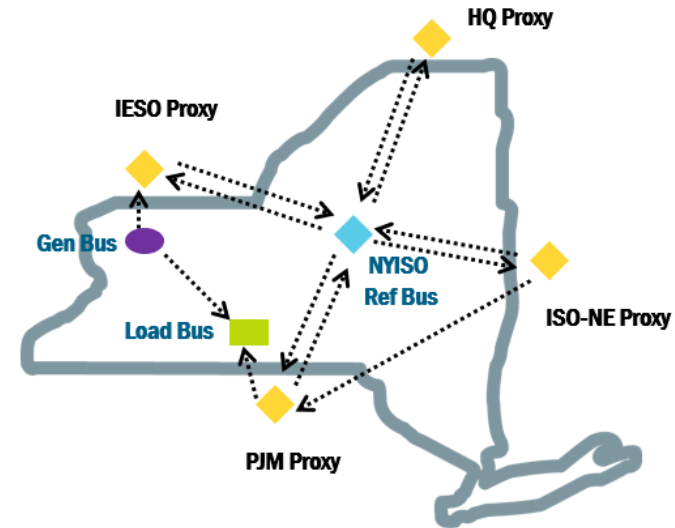 HQ Proxy
IESO Proxy
Gen Bus
NYISO
Ref Bus
ISO-NE Proxy
Load Bus
PJM Proxy